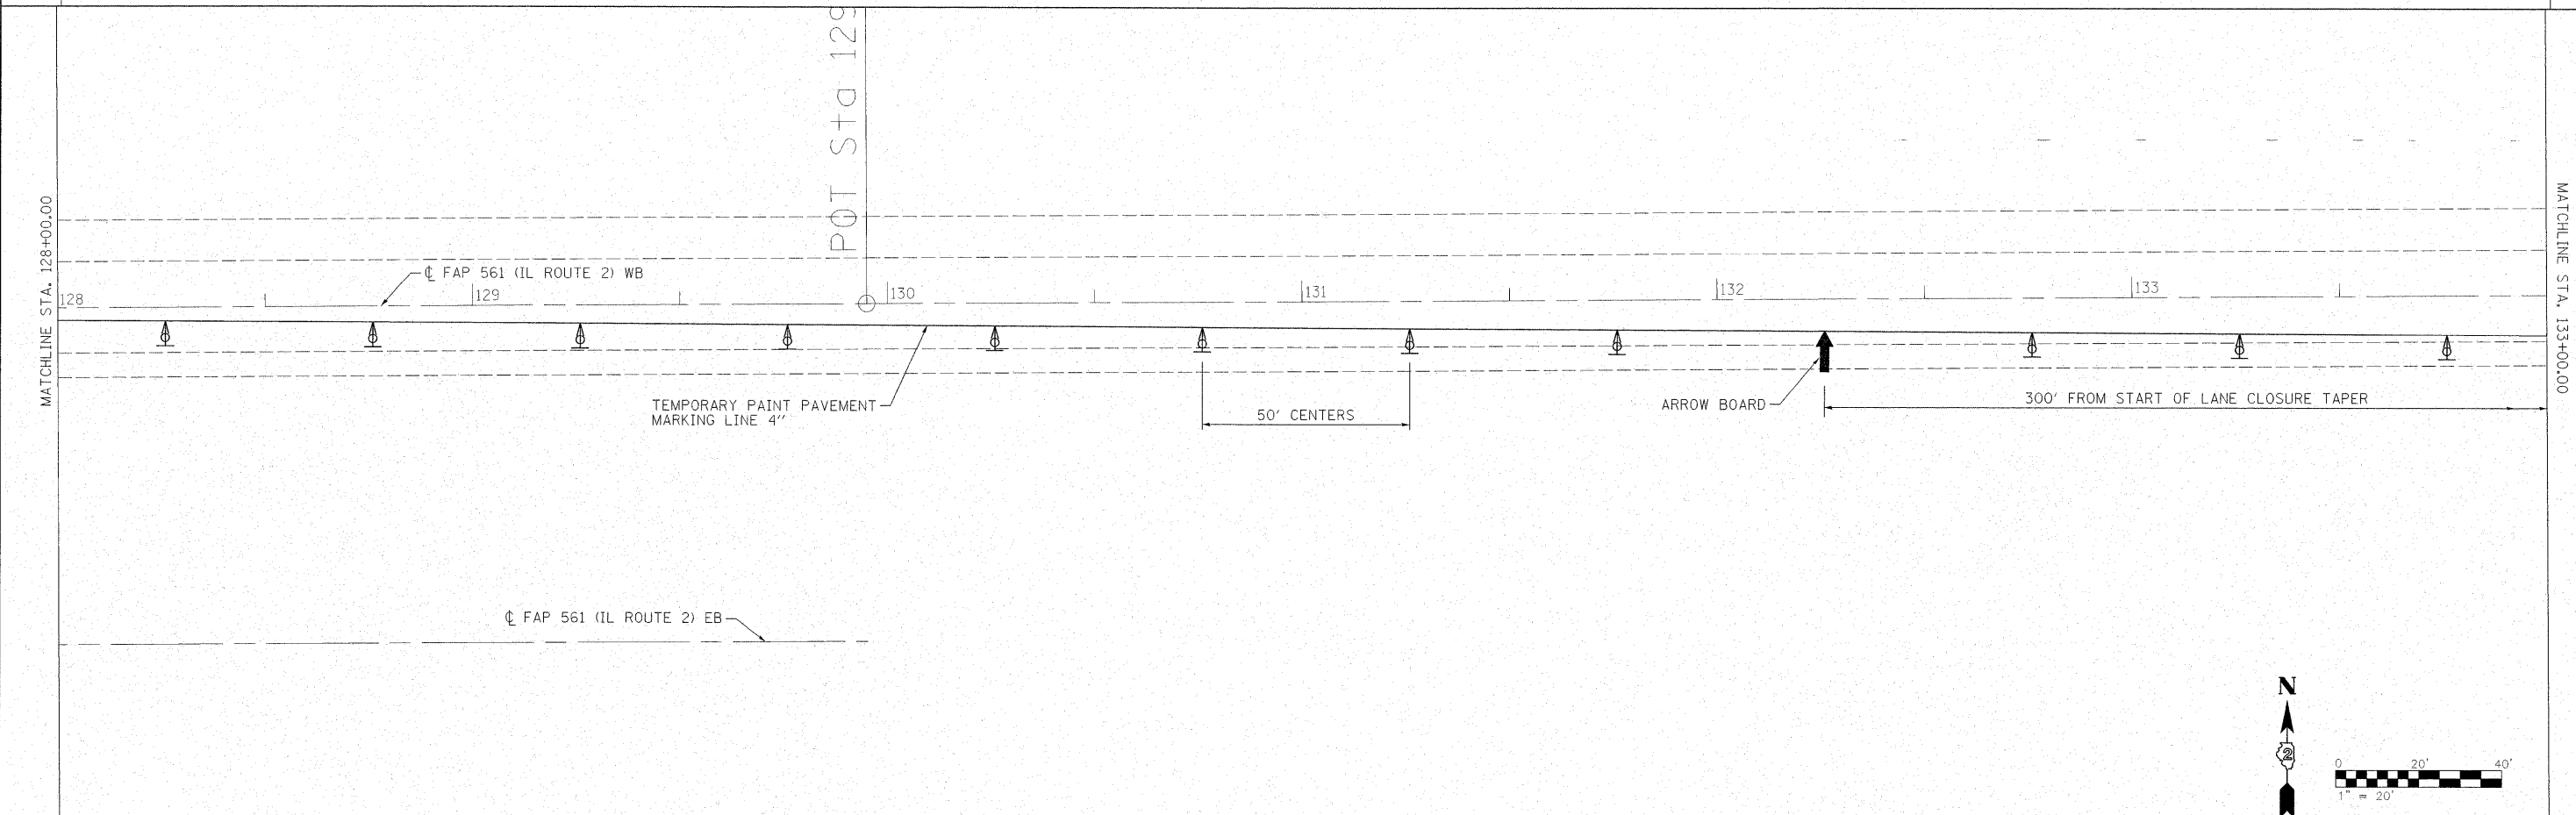 POT Sta 129
MATCHLINE STA. 128+00.00
MATCHLINE STA. 133+00.00
℄ FAP 561 (IL ROUTE 2) WB
128
129
130
131
132
133
TEMPORARY PAINT PAVEMENT
MARKING LINE 4"
50' CENTERS
ARROW BOARD
300' FROM START OF LANE CLOSURE TAPER
℄ FAP 561 (IL ROUTE 2) EB
N
2
0 20' 40'
1" = 20'